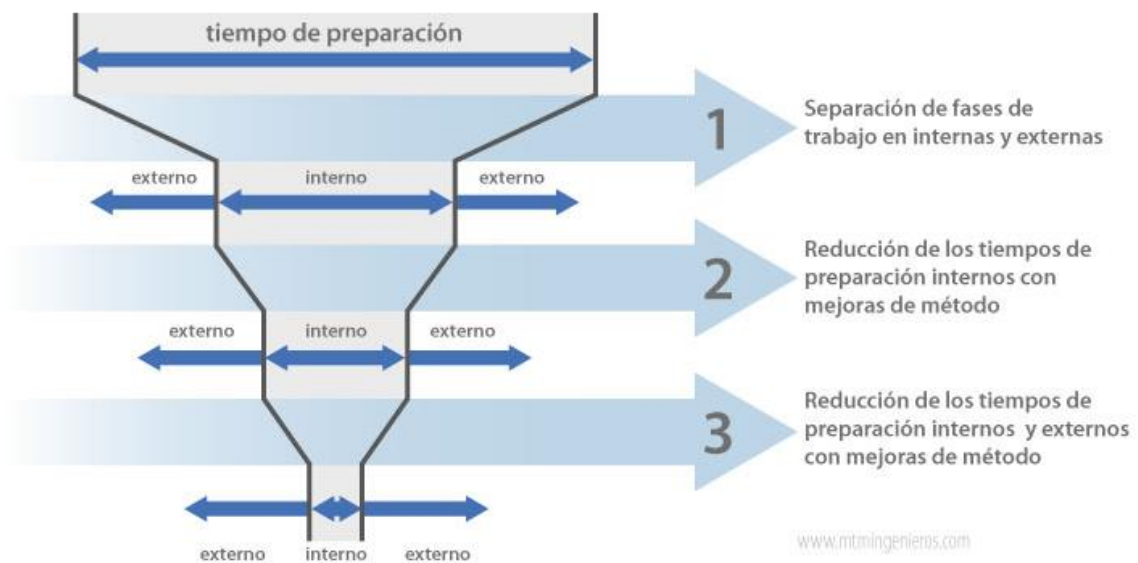 tiempo de preparación
1
Separación de fases de
trabajo en internas y externas
externo interno externo
2
Reducción de los tiempos de
preparación internos con
mejoras de método
externo interno externo
3
Reducción de los tiempos de
preparación internos y externos
con mejoras de método
externo interno externo
www.mtmingenieros.com